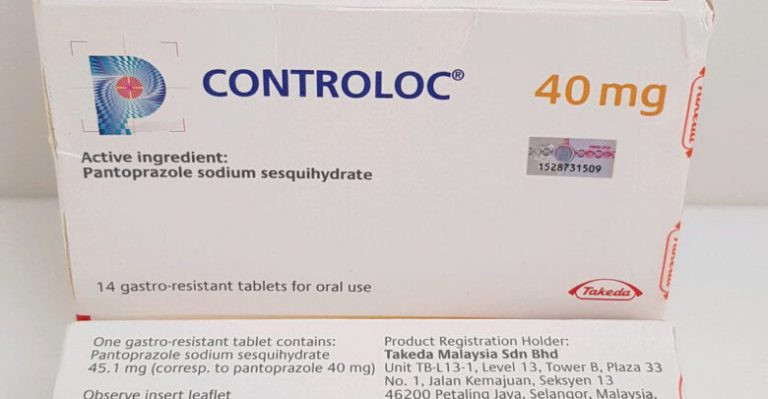 CONTROLOC® 40 mg
Active ingredient:
Pantoprazole sodium sesquihydrate
1528731509
14 gastro-resistant tablets for oral use
Takeda
One gastro-resistant tablet contains:
Pantoprazole sodium sesquihydrate
45.1 mg (corresp. to pantoprazole 40 mg)
Observe insert leaflet
Product Registration Holder:
Takeda Malaysia Sdn Bhd
Unit TB-L13-1, Level 13, Tower B, Plaza 33
No. 1, Jalan Kemajuan, Seksyen 13
46200 Petaling Jaya, Selangor, Malaysia.